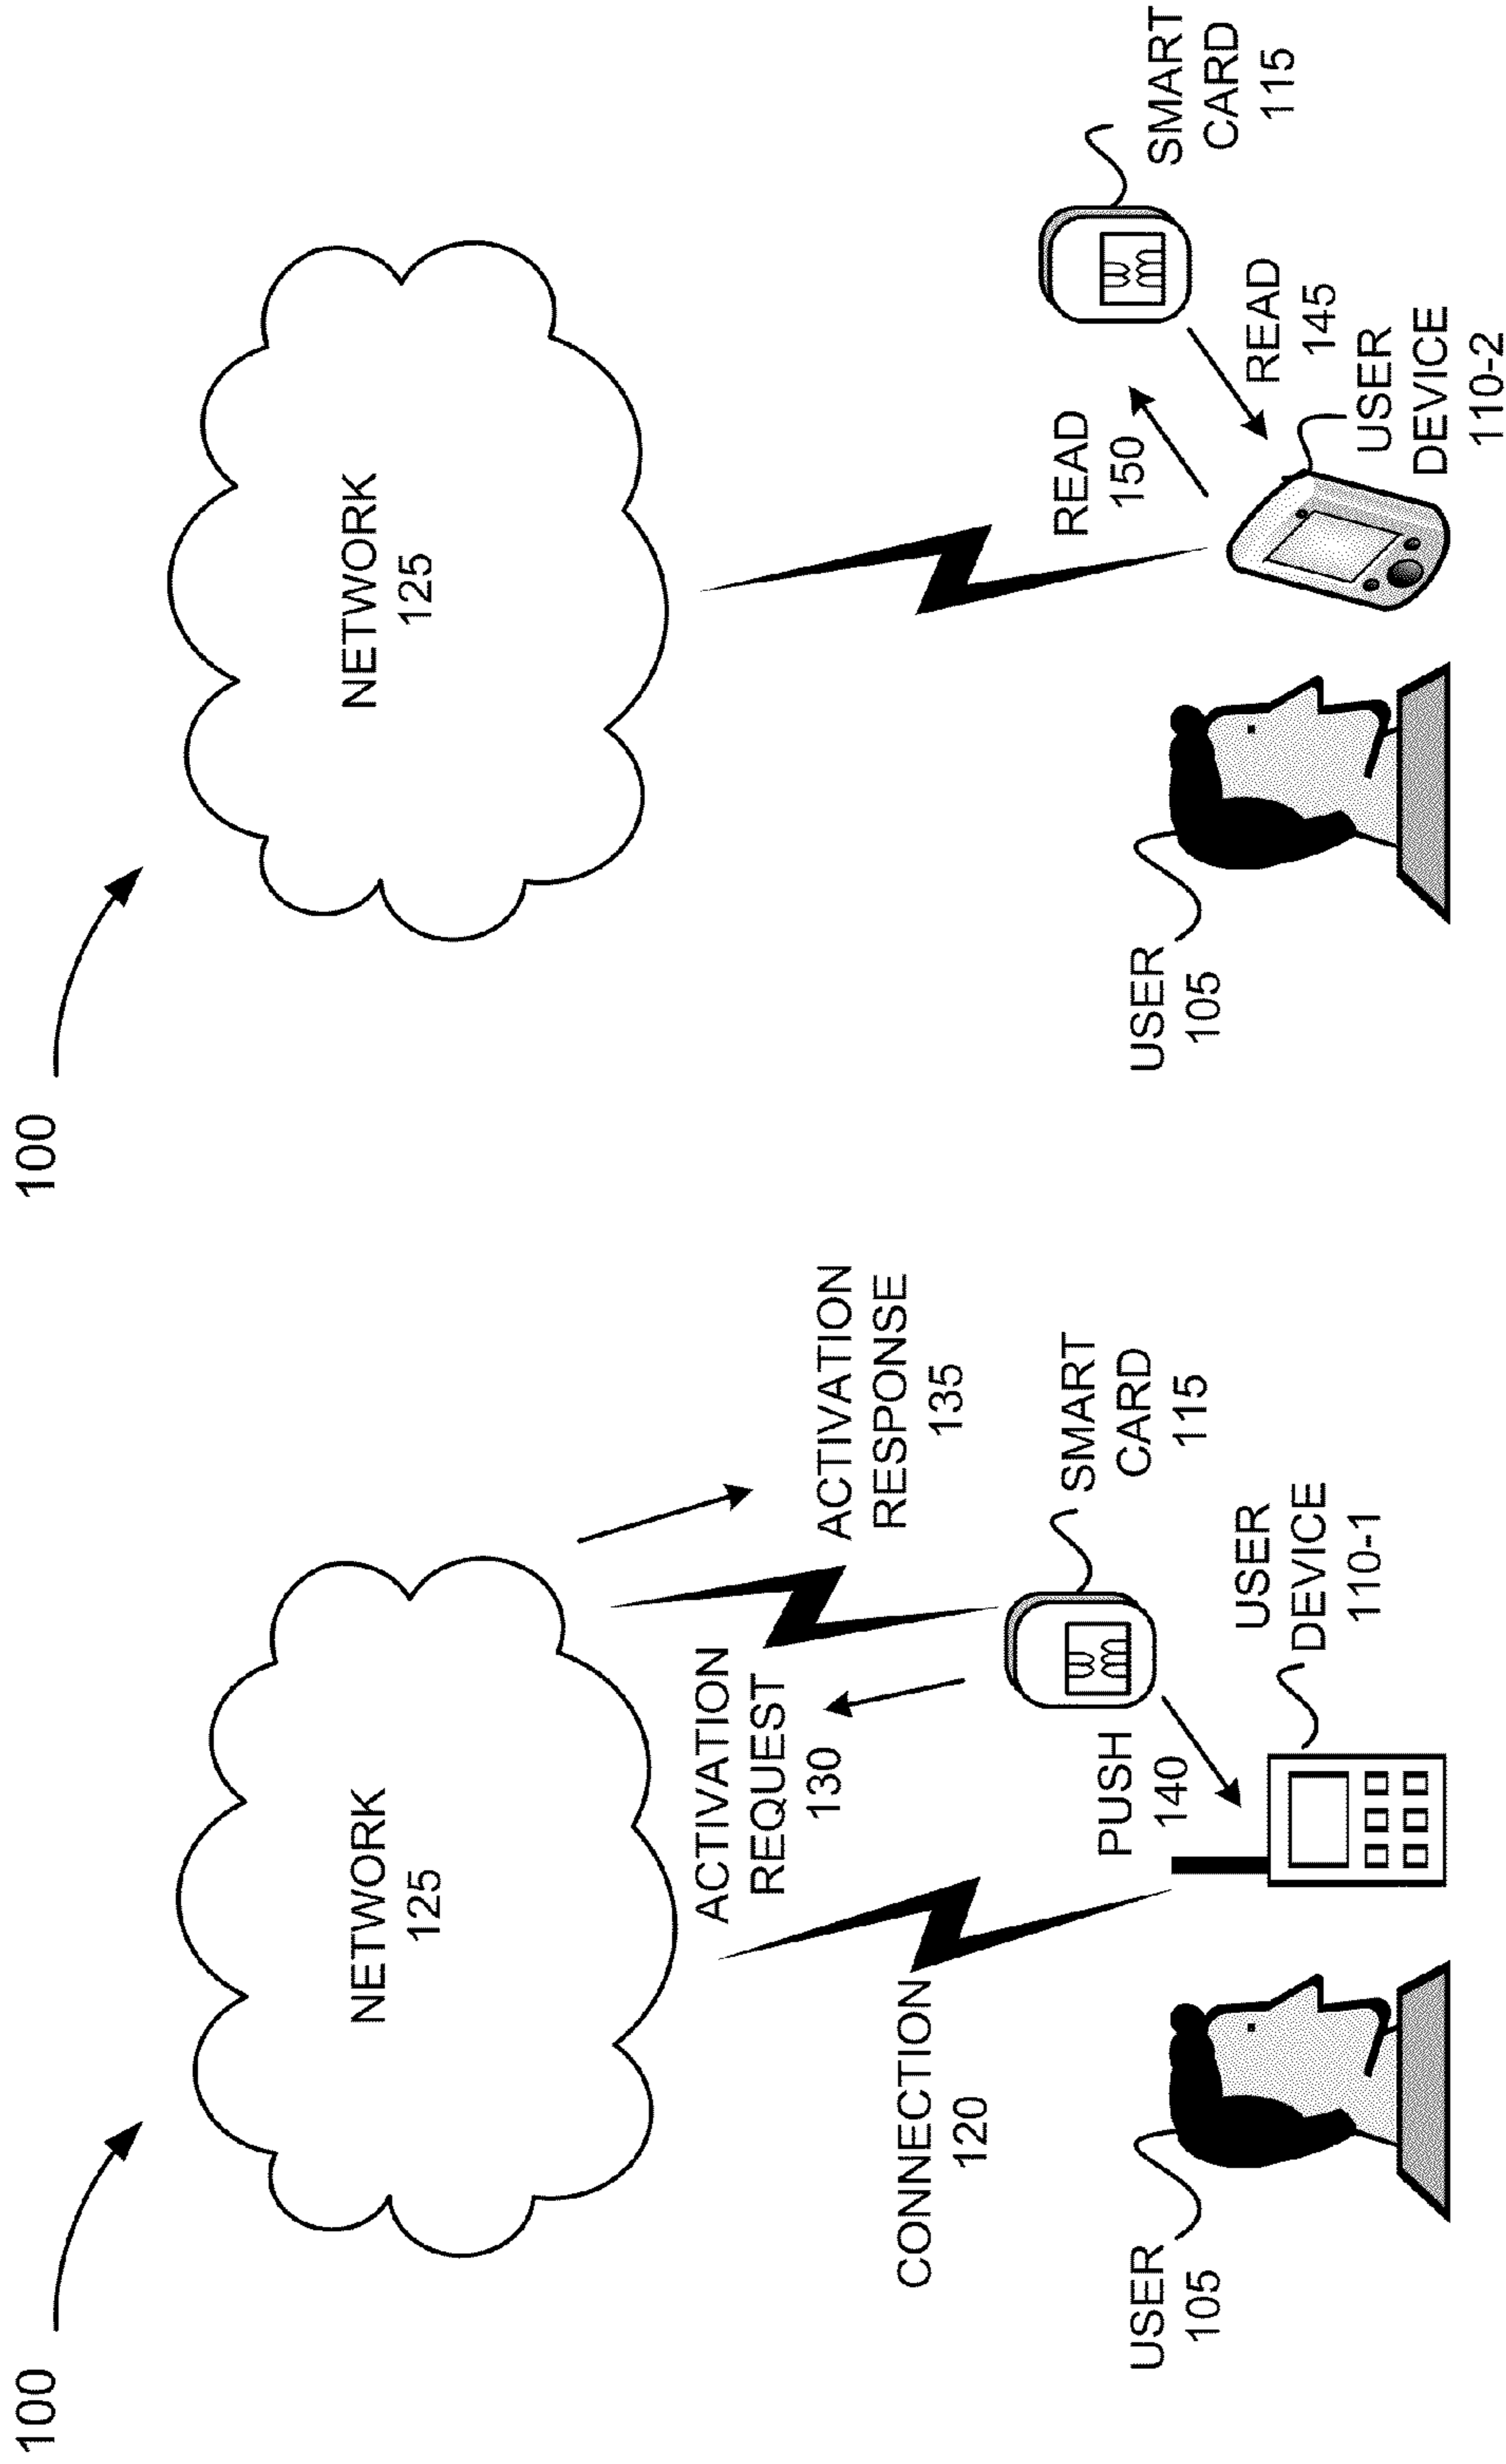 100
NETWORK
125
ACTIVATION
RESPONSE
135
ACTIVATION
REQUEST
130
CONNECTION
120
SMART
CARD
115
PUSH
140
USER
DEVICE
110-1
USER
105
100
NETWORK
125
READ
150
SMART
CARD
115
READ
145
USER
DEVICE
110-2
USER
105